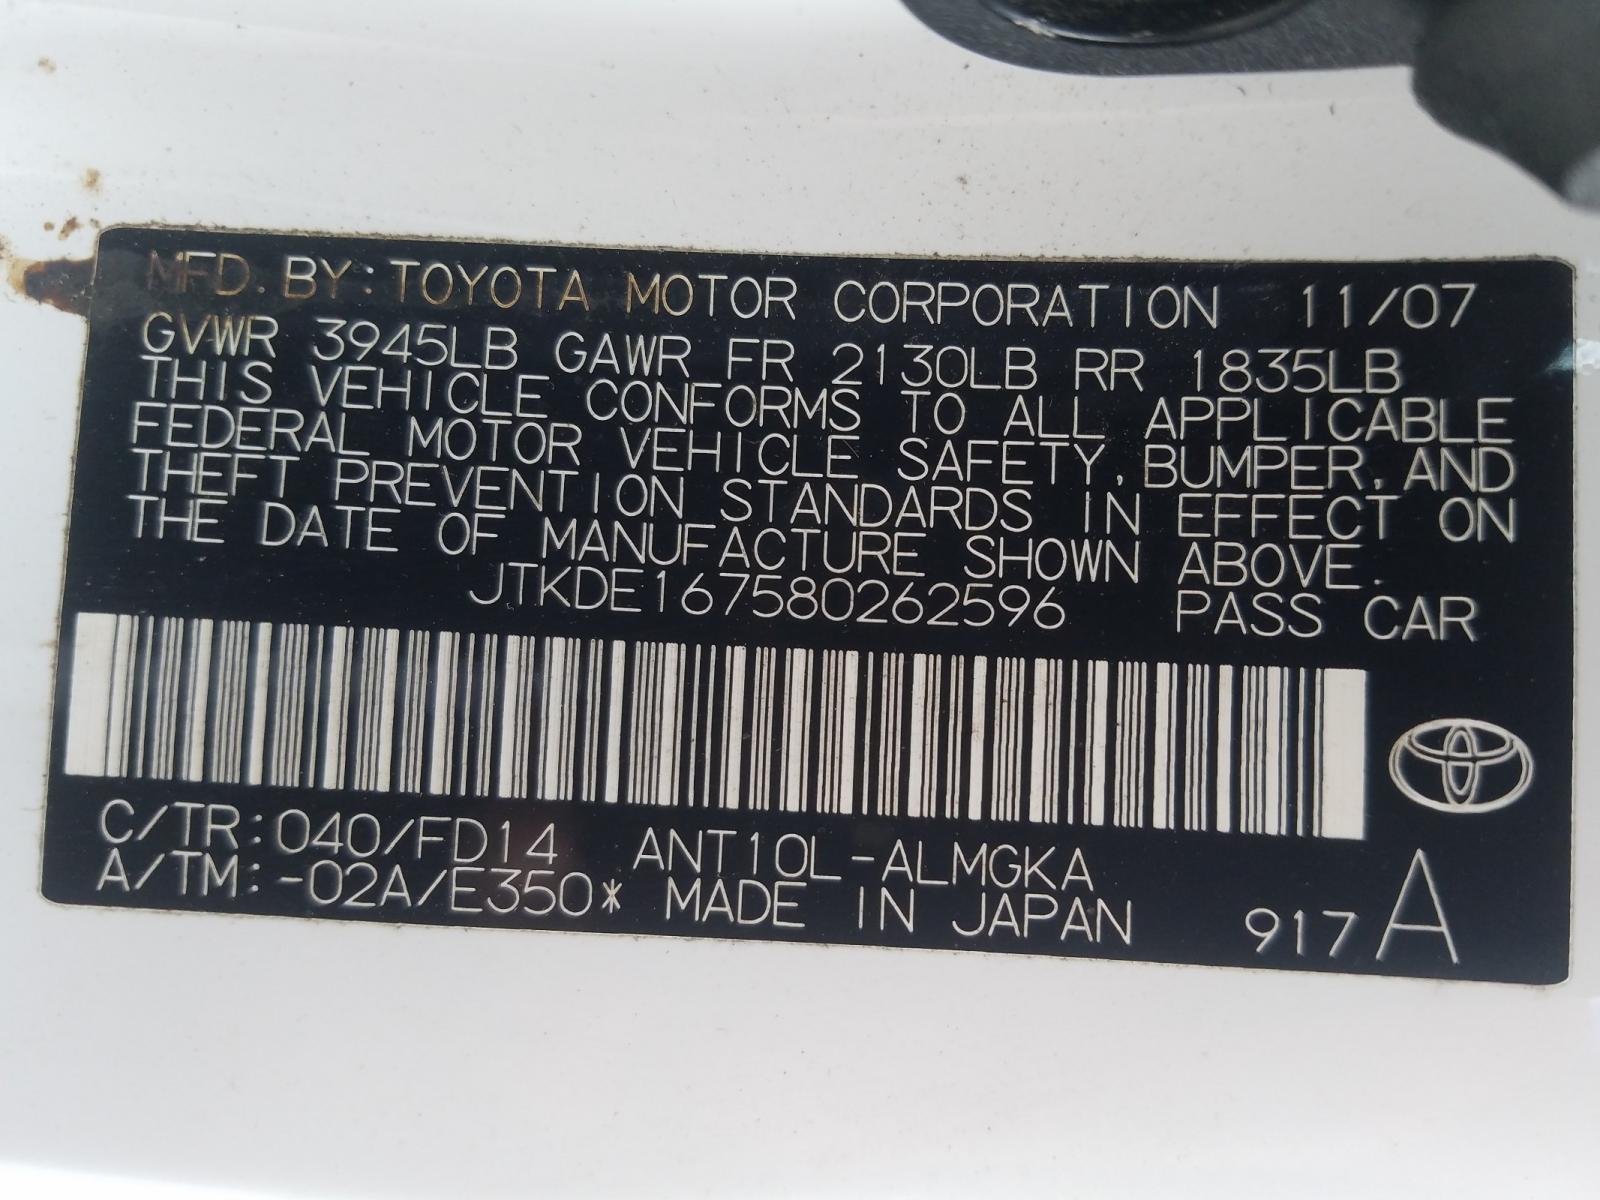 MFD. BY: TOYOTA MOTOR CORPORATION 11/07
GVWR 3945LB GAWR FR 2130LB RR 1835LB
THIS VEHICLE CONFORMS TO ALL APPLICABLE
FEDERAL MOTOR VEHICLE SAFETY, BUMPER, AND
THEFT PREVENTION STANDARDS IN EFFECT ON
THE DATE OF MANUFACTURE SHOWN ABOVE.
JTKDE167580262596 PASS CAR
C/TR: 040/FD14 ANT10L-ALMGKA
A/TM: -02A/E350* MADE IN JAPAN 917 A